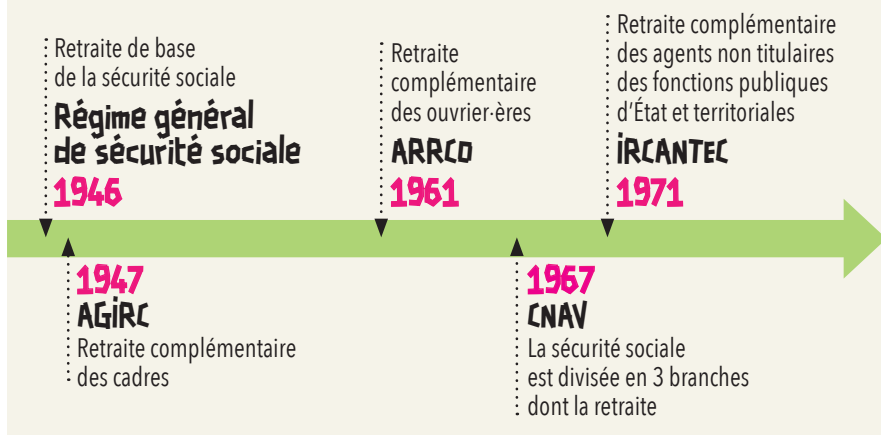 Retraite de base
de la sécurité sociale
Régime général
de sécurité sociale
1946
Retraite
complémentaire
des ouvrier·ères
ARRCO
1961
Retraite complémentaire
des agents non titulaires
des fonctions publiques
d'État et territoriales
iRCANTEC
1971
1947
AGiRC
Retraite complémentaire
des cadres
1967
CNAV
La sécurité sociale
est divisée en 3 branches
dont la retraite